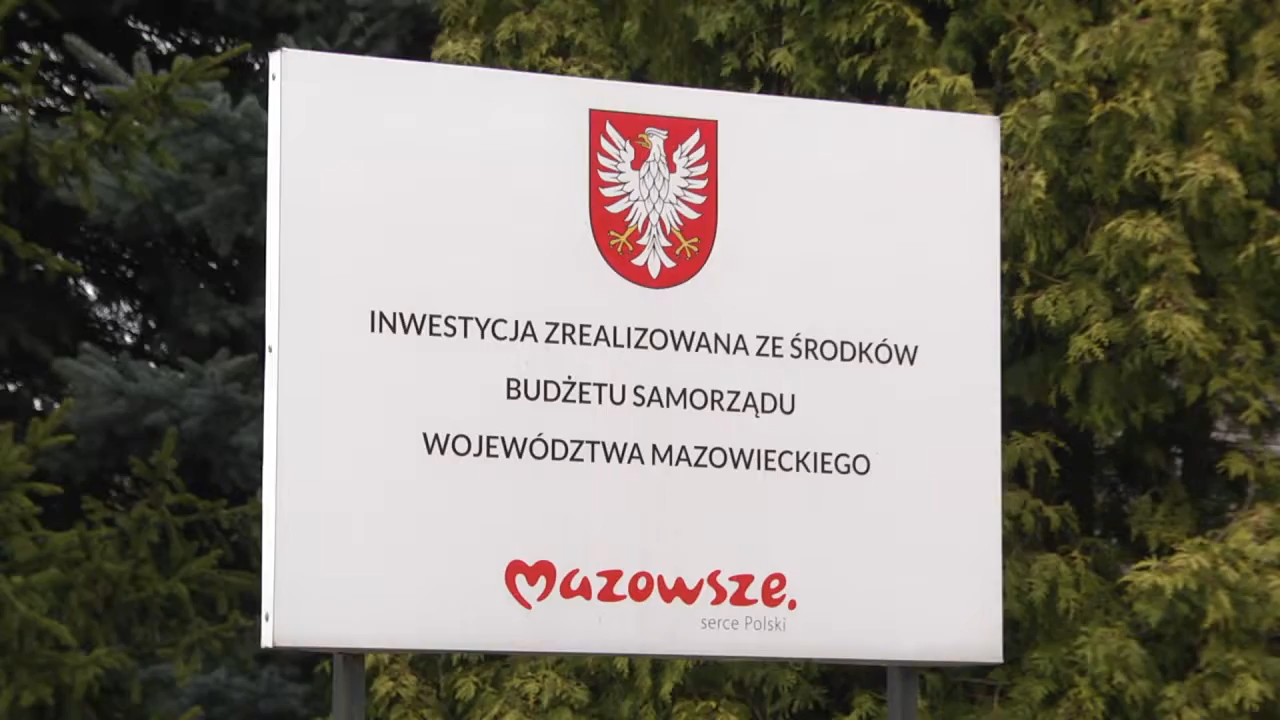 INWESTYCJA ZREALIZOWANA ZE ŚRODKÓW
BUDŻETU SAMORZĄDU
WOJEWÓDZTWA MAZOWIECKIEGO
mazowsze.
serce Polski